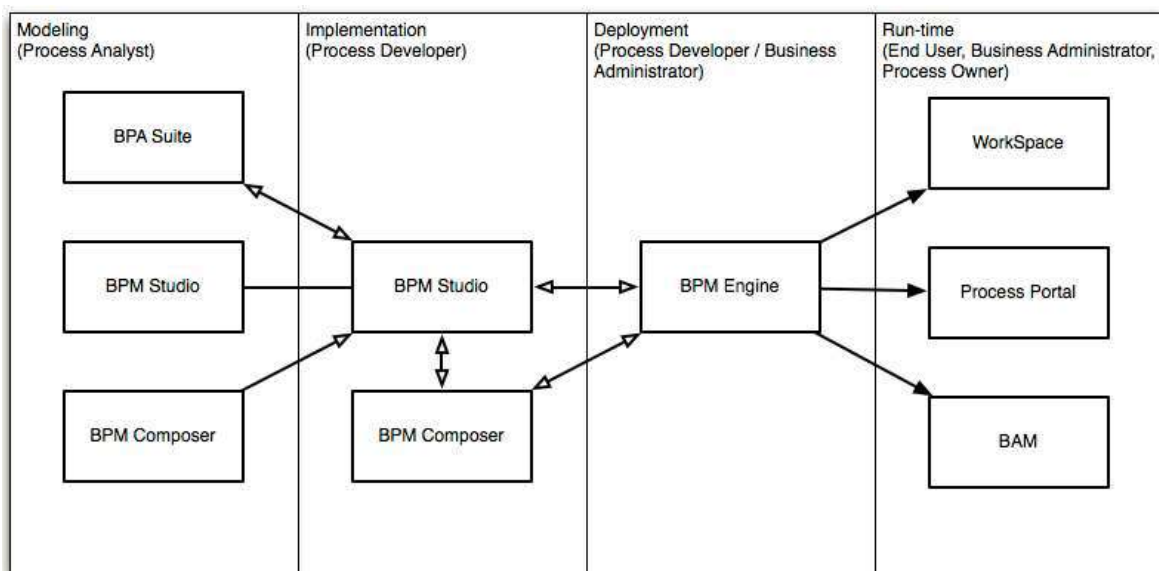 Modeling
(Process Analyst)
Implementation
(Process Developer)
Deployment
(Process Developer / Business
Administrator)
Run-time
(End User, Business Administrator,
Process Owner)
BPA Suite
WorkSpace
BPM Studio
BPM Studio
BPM Engine
Process Portal
BPM Composer
BPM Composer
BAM